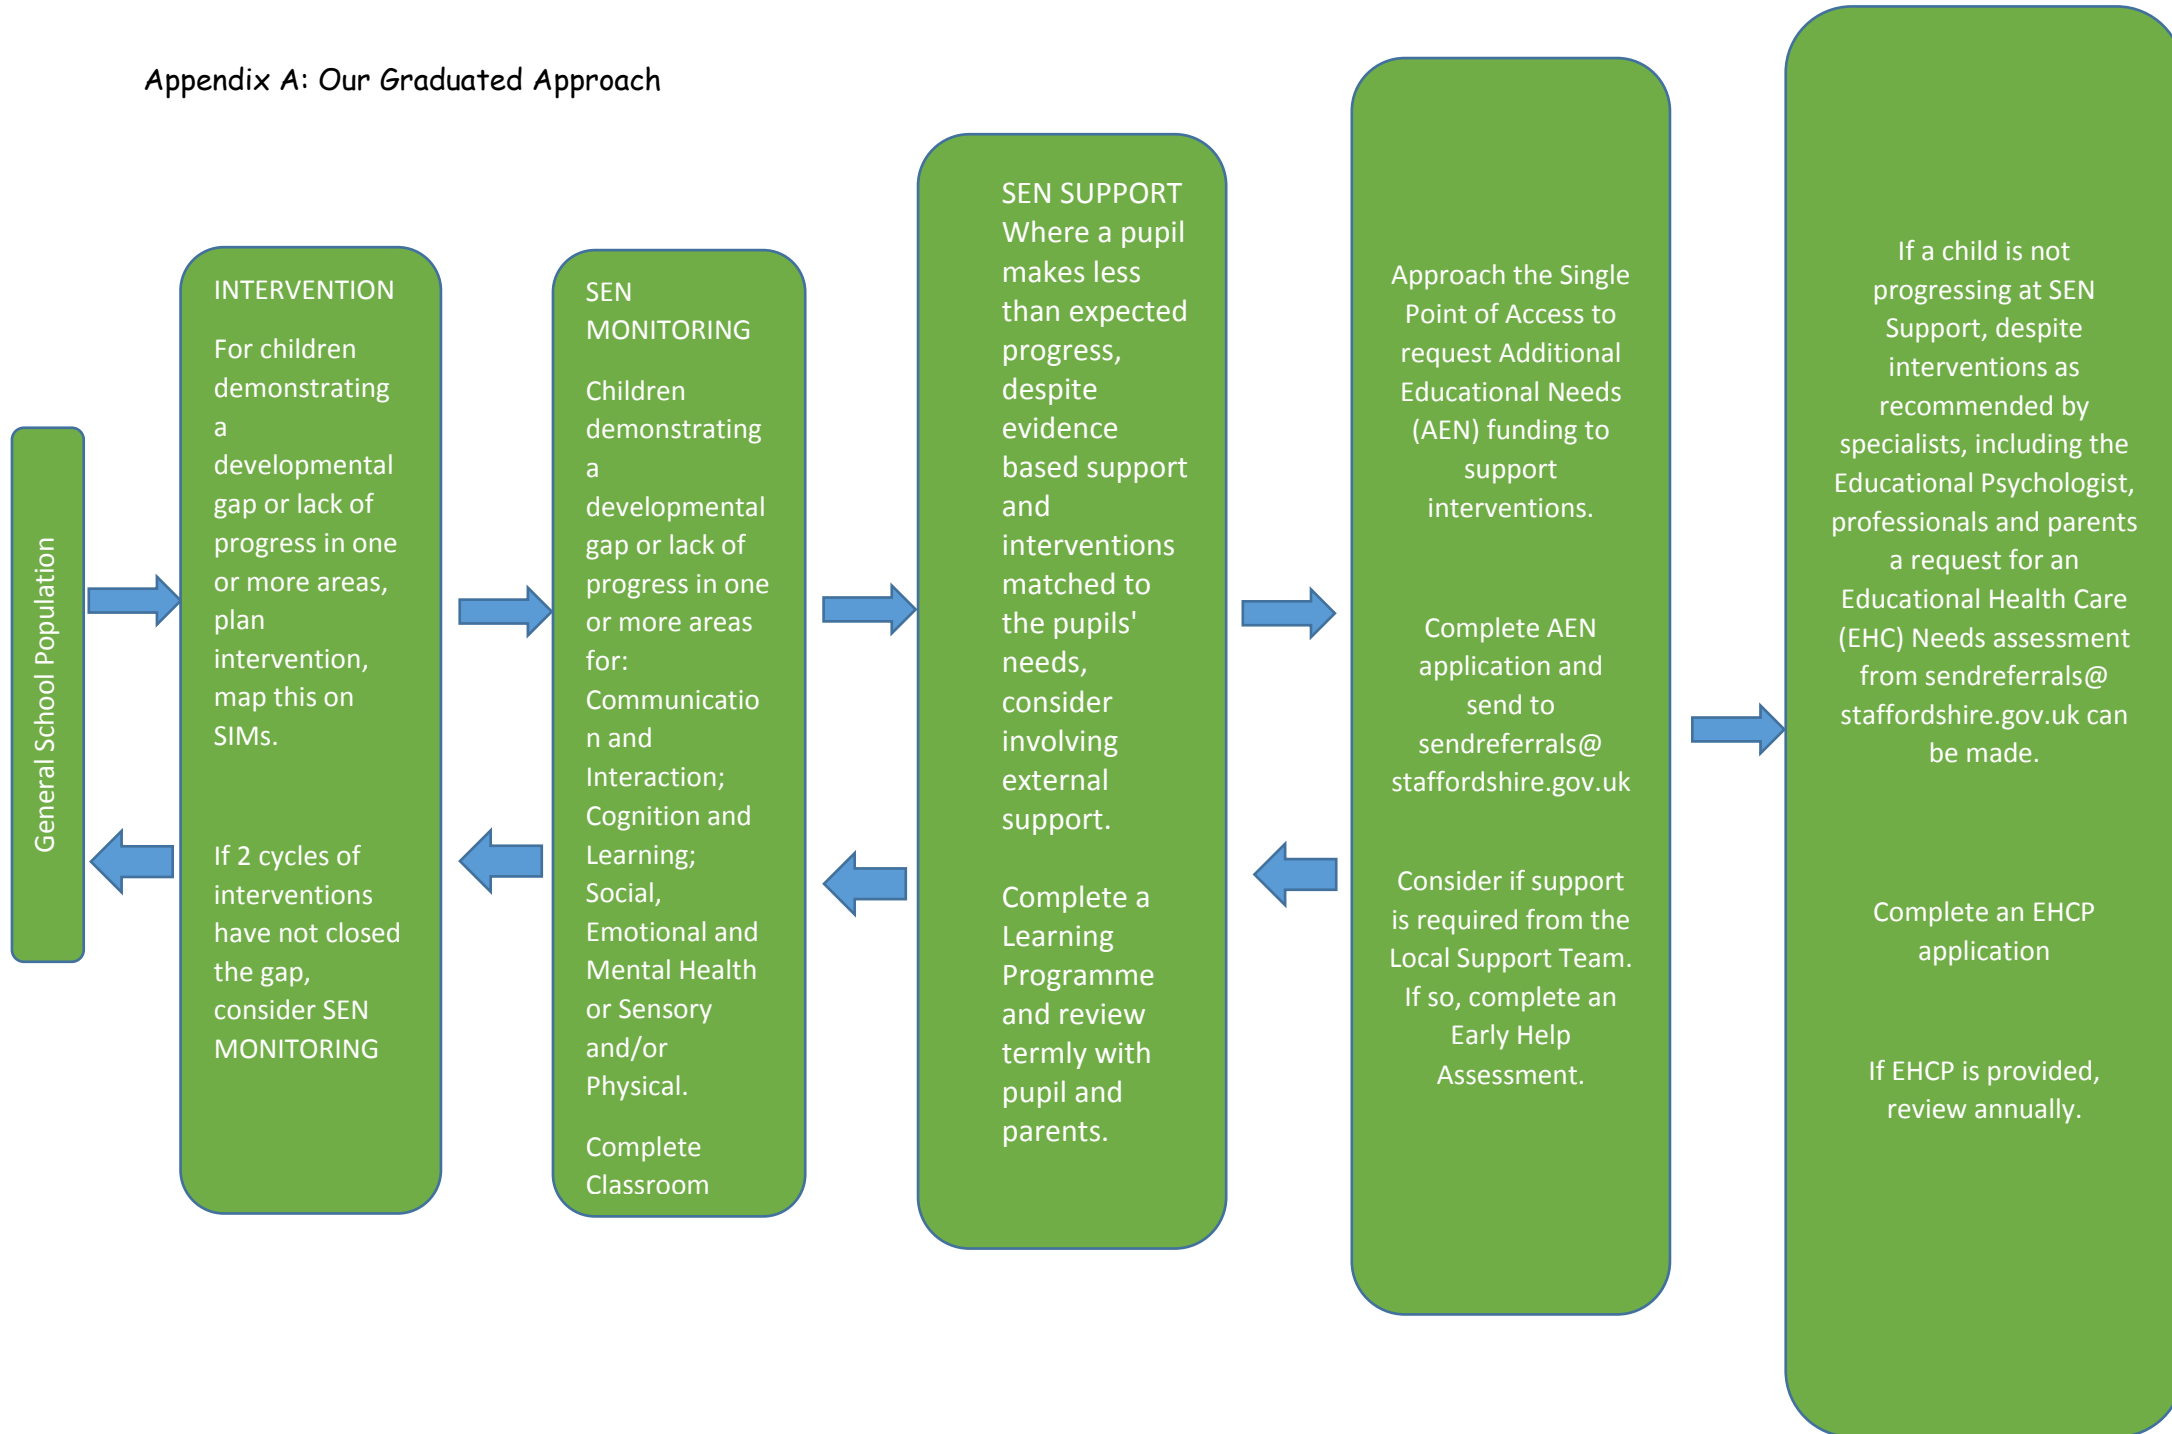 Appendix A: Our Graduated Approach
General School Population
INTERVENTION
For children
demonstrating
a
developmental
gap or lack of
progress in one
or more areas,
plan
intervention,
map this on
SIMs.
If 2 cycles of
interventions
have not closed
the gap,
consider SEN
MONITORING
SEN
MONITORING
Children
demonstrating
a
developmental
gap or lack of
progress in one
or more areas
for:
Communicatio
n and
Interaction;
Cognition and
Learning;
Social,
Emotional and
Mental Health
or Sensory
and/or
Physical.
Complete
Classroom
SEN SUPPORT
Where a pupil
makes less
than expected
progress,
despite
evidence
based support
and
interventions
matched to
the pupils'
needs,
consider
involving
external
support.
Complete a
Learning
Programme
and review
termly with
pupil and
parents.
Approach the Single
Point of Access to
request Additional
Educational Needs
(AEN) funding to
support
interventions.
Complete AEN
application and
send to
sendreferrals@
staffordshire.gov.uk
Consider if support
is required from the
Local Support Team.
If so, complete an
Early Help
Assessment.
If a child is not
progressing at SEN
Support, despite
interventions as
recommended by
specialists, including the
Educational Psychologist,
professionals and parents
a request for an
Educational Health Care
(EHC) Needs assessment
from sendreferrals@
staffordshire.gov.uk can
be made.
Complete an EHCP
application
If EHCP is provided,
review annually.